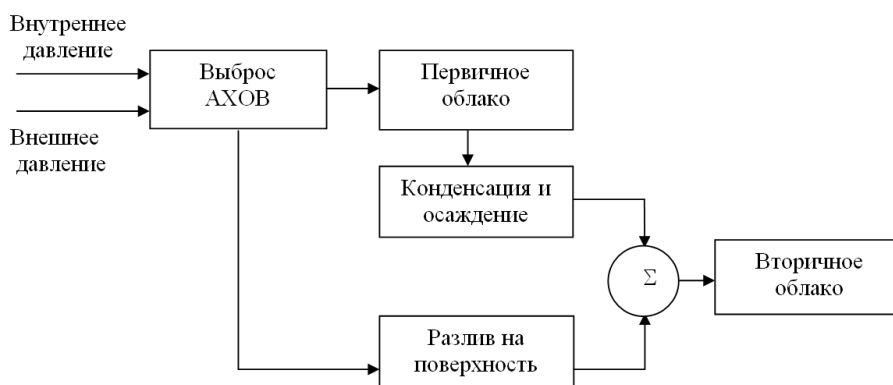 Внутреннее
давление
Внешнее
давление
Выброс
АХОВ
Первичное
облако
Конденсация и
осаждение
Σ
Вторичное
облако
Разлив на
поверхность